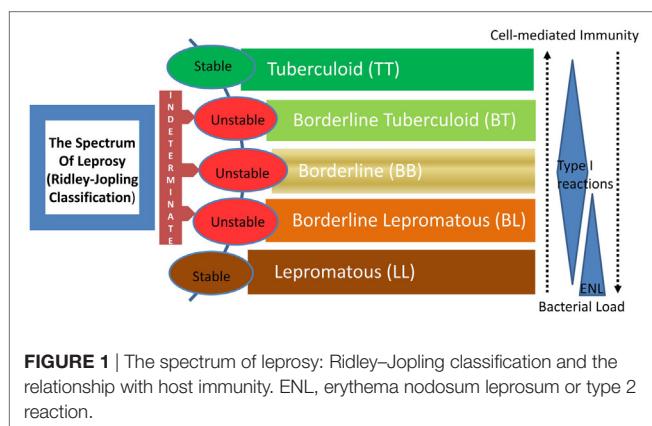 Cell-mediated Immunity
Stable
Tuberculoid (TT)
Unstable
Borderline Tuberculoid (BT)
The Spectrum
Of Leprosy
(Ridley-Jopling
Classification)
INDETERMINATE
Unstable
Borderline (BB)
Type I
reactions
Unstable
Borderline Lepromatous (BL)
Stable
Lepromatous (LL)
ENL
Bacterial Load
FIGURE 1 | The spectrum of leprosy: Ridley–Jopling classification and the
relationship with host immunity. ENL, erythema nodosum leprosum or type 2
reaction.